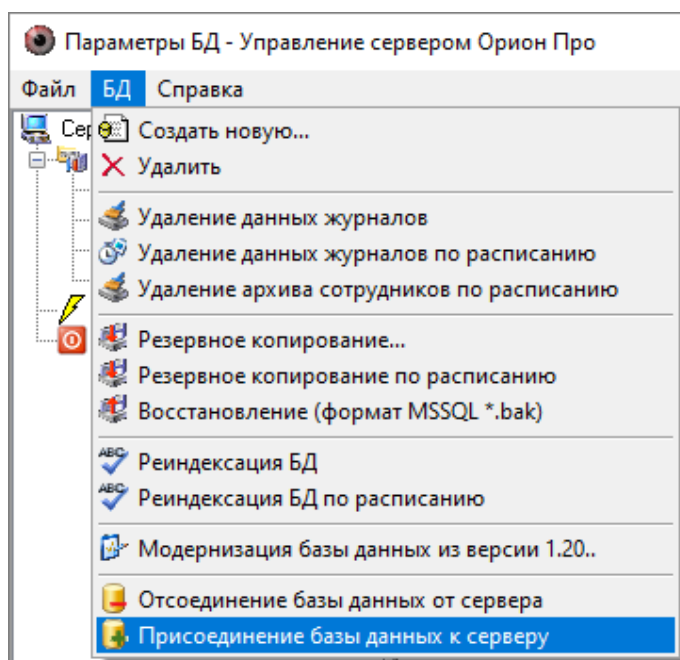 Параметры БД - Управление сервером Орион Про
Файл БД Справка
Создать новую...
Удалить
Удаление данных журналов
Удаление данных журналов по расписанию
Удаление архива сотрудников по расписанию
Резервное копирование...
Резервное копирование по расписанию
Восстановление (формат MSSQL *.bak)
Реиндексация БД
Реиндексация БД по расписанию
Модернизация базы данных из версии 1.20..
Отсоединение базы данных от сервера
Присоединение базы данных к серверу